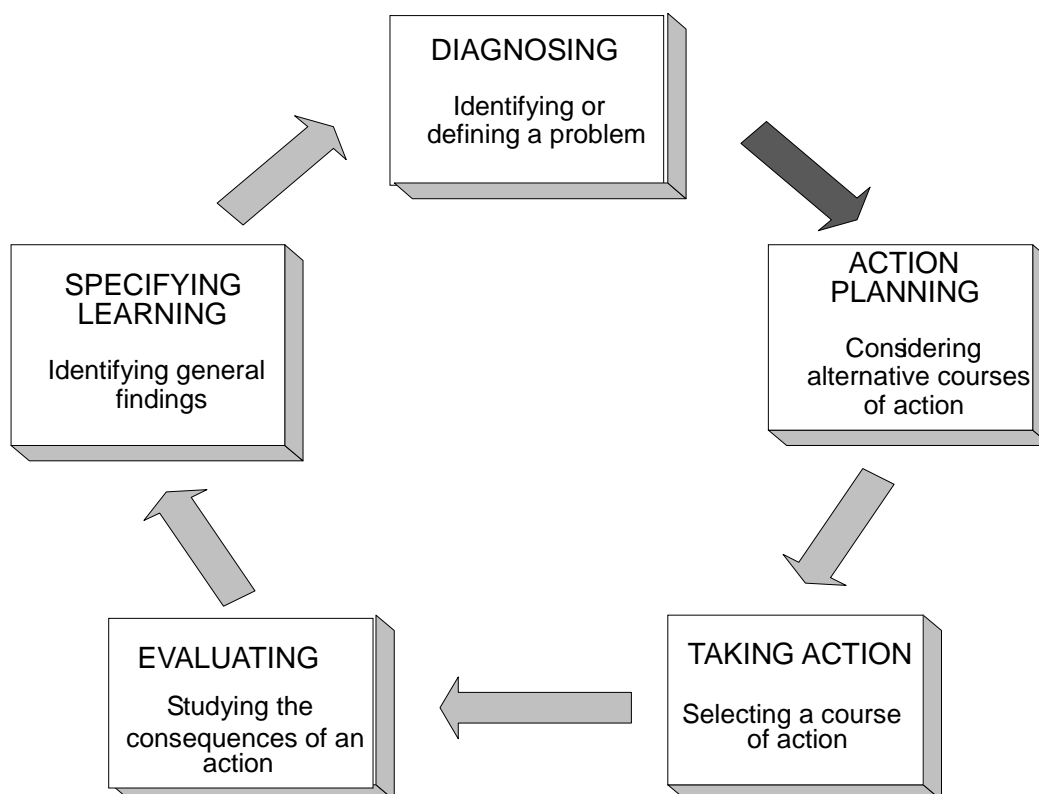 DIAGNOSING
Identifying or
defining a problem
ACTION
PLANNING
Considering
alternative courses
of action
TAKING ACTION
Selecting a course
of action
EVALUATING
Studying the
consequences of an
action
SPECIFYING
LEARNING
Identifying general
findings